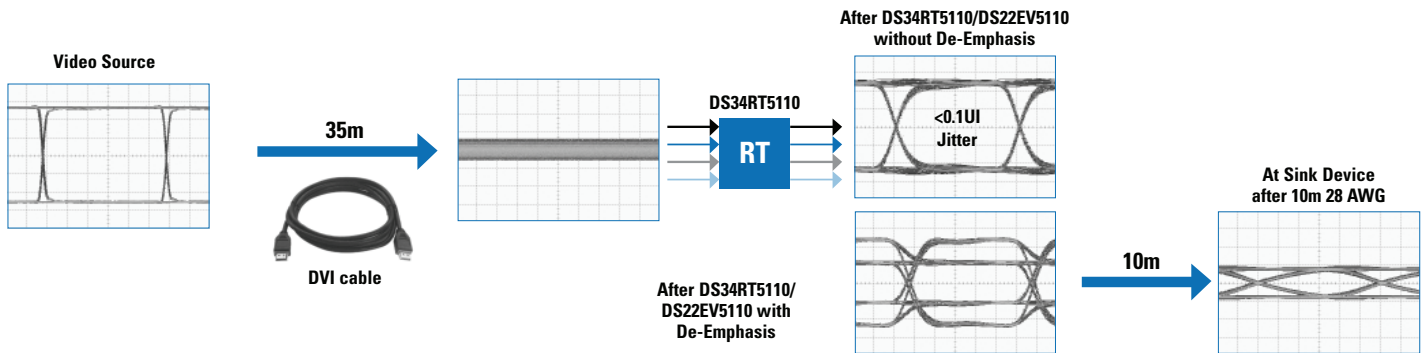 Video Source
35m
DVI cable
DS34RT5110
RT
After DS34RT5110/DS22EV5110
without De-Emphasis
<0.1UI
Jitter
After DS34RT5110/
DS22EV5110 with
De-Emphasis
10m
At Sink Device
after 10m 28 AWG